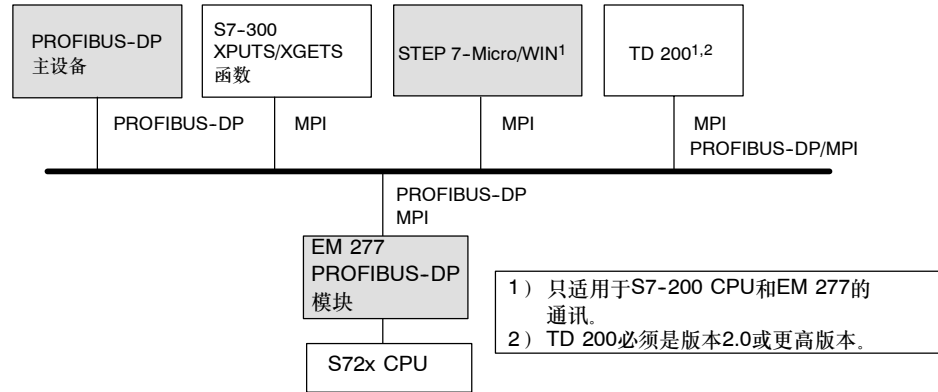 PROFIBUS-DP
主设备
S7-300
XPUTS/XGETS
函数
STEP 7-Micro/WIN¹
TD 200¹,²
PROFIBUS-DP
MPI
MPI
MPI
PROFIBUS-DP/MPI
PROFIBUS-DP
MPI
EM 277
PROFIBUS-DP
模块
S72x CPU
1） 只适用于S7-200 CPU和EM 277的
通讯。
2） TD 200必须是版本2.0或更高版本。